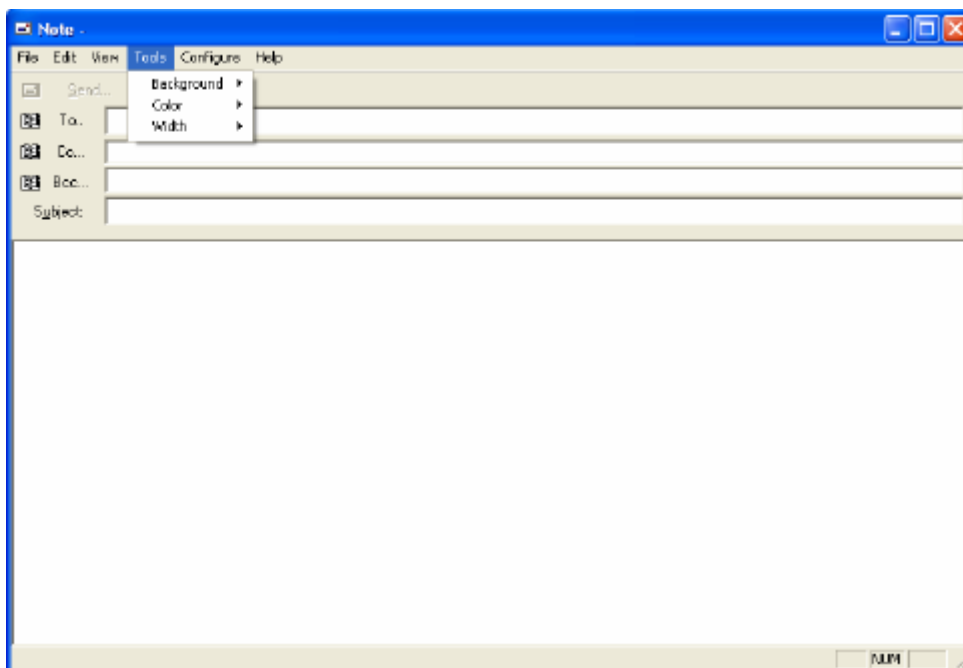 Note -
File Edit View Tools Configure Help
Background
Send...
Color
To..
Width
Cc...
Bcc...
Subject:
NUM